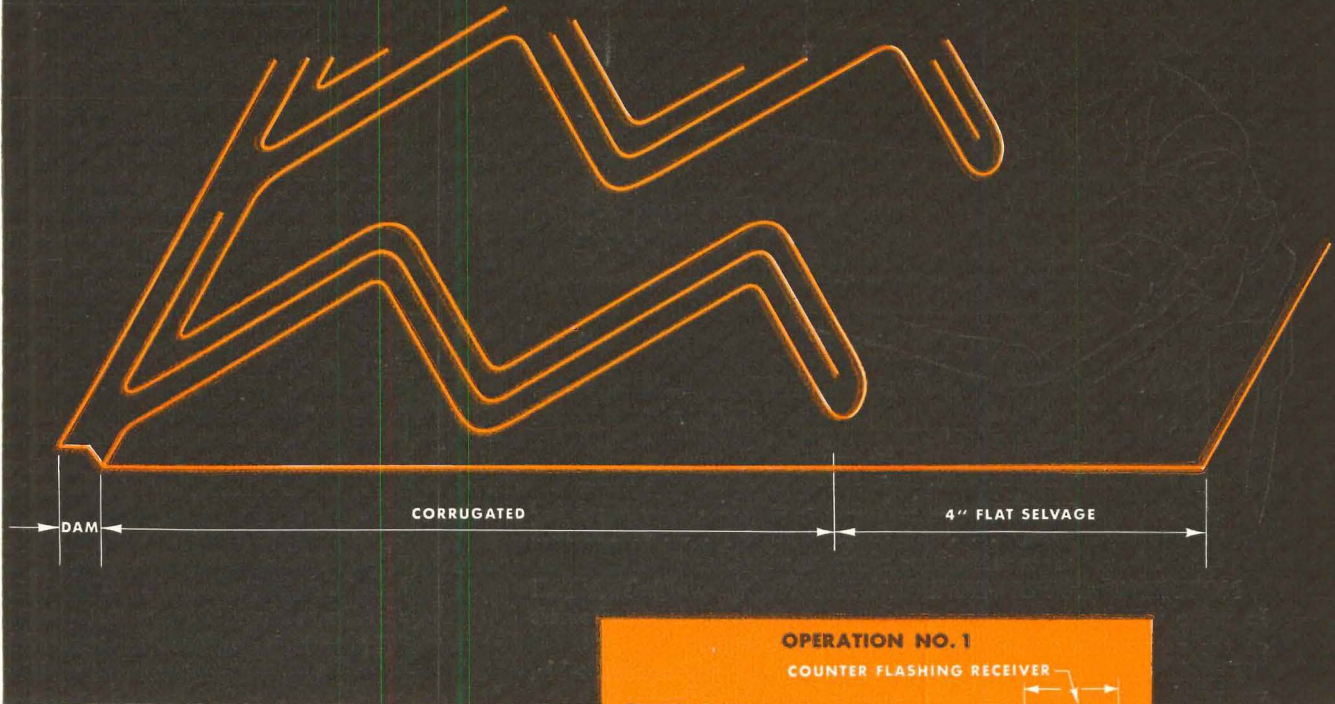 DAM
CORRUGATED
4" FLAT SELVAGE
OPERATION NO. 1
COUNTER FLASHING RECEIVER